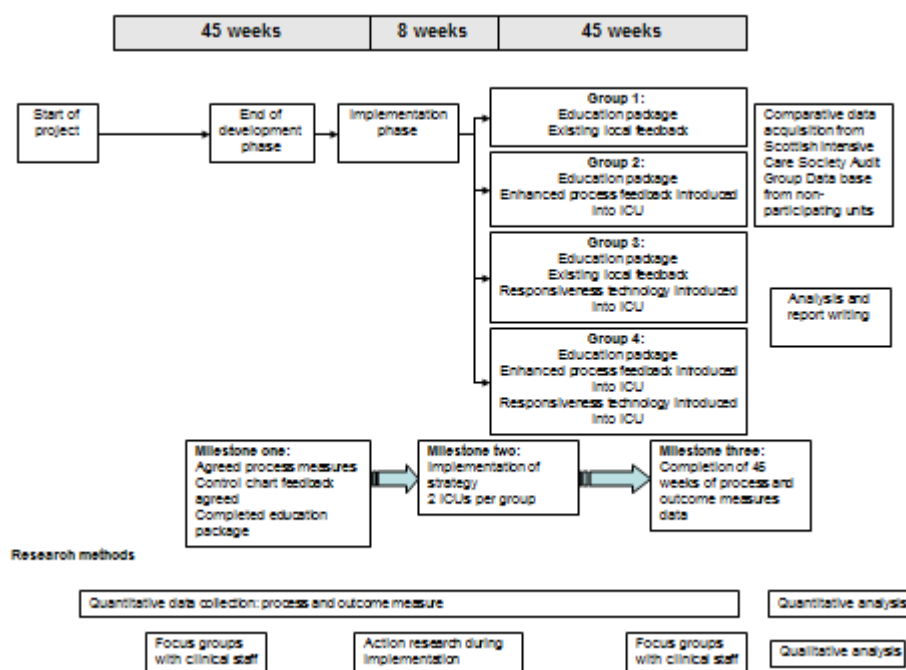 45 weeks
8 weeks
45 weeks
Start of
project
End of
development
phase
Implementation
phase
Group 1:
Education package
Existing local feedback
Group 2:
Education package
Enhanced process feedback introduced
into ICU
Group 3:
Education package
Existing local feedback
Responsiveness technology introduced
into ICU
Group 4:
Education package
Enhanced process feedback introduced
into ICU
Responsiveness technology introduced
into ICU
Comparative data
acquisition from
Scottish Intensive
Care Society Audit
Group Data base
from non-
participating units
Analysis and
report writing
Milestone one:
Agreed process measures
Control chart feedback
agreed
Completed education
package
Milestone two:
Implementation of
strategy
2 ICUs per group
Milestone three:
Completion of 45
weeks of process and
outcome measures
data
Research methods
Quantitative data collection: process and outcome measure
Quantitative analysis
Focus groups
with clinical staff
Action research during
implementation
Focus groups
with clinical staff
Qualitative analysis